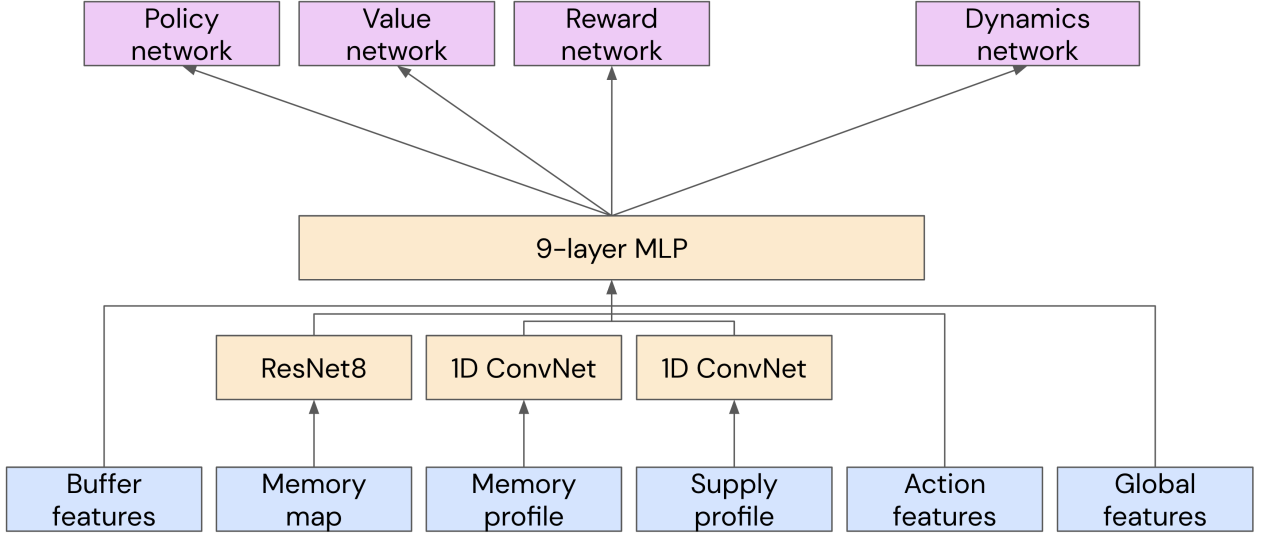 Policy
network
Value
network
Reward
network
Dynamics
network
9-layer MLP
ResNet8
1D ConvNet
1D ConvNet
Buffer
features
Memory
map
Memory
profile
Supply
profile
Action
features
Global
features